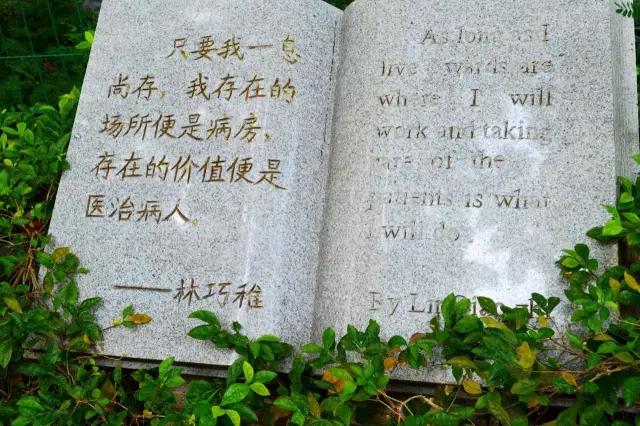 只要我一息
尚存，我存在的
场所便是病房，
存在的价值便是
医治病人。
——林巧稚
As long as I
live wards are
where I will
work and taking
of the
patients is what
I will do
By